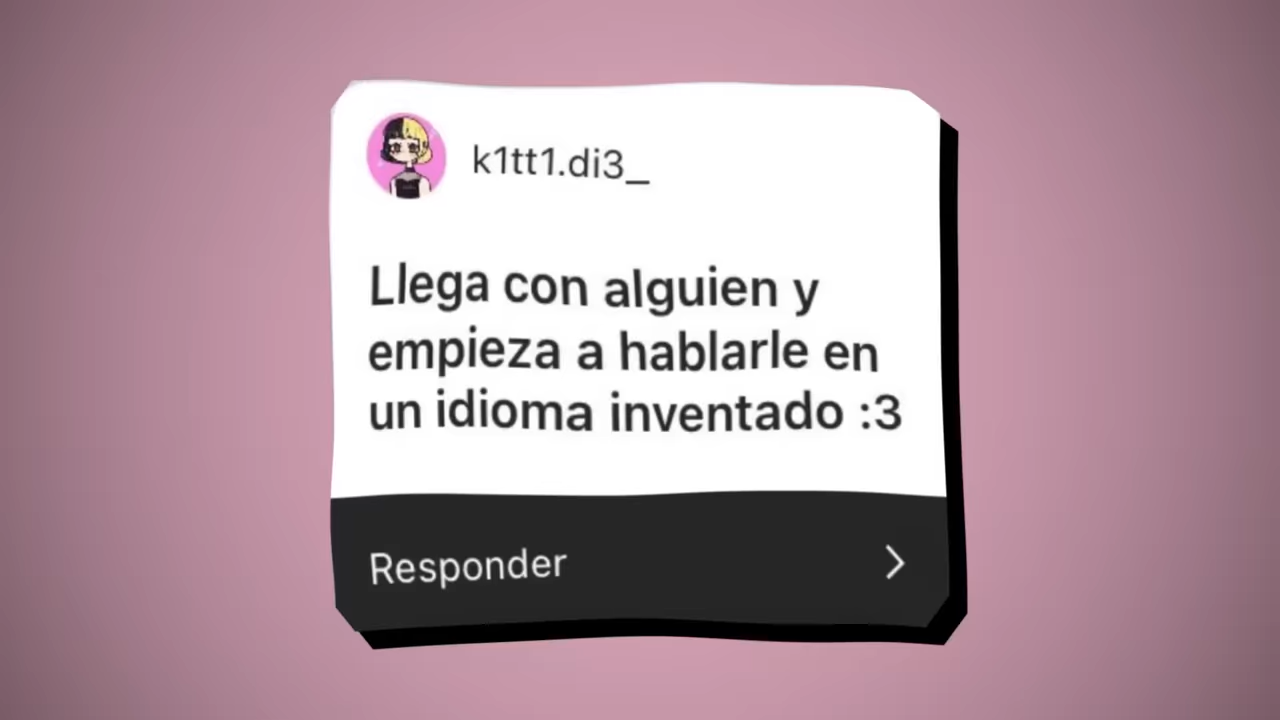 k1tt1.di3_
Llega con alguien y
empieza a hablarle en
un idioma inventado :3
Responder